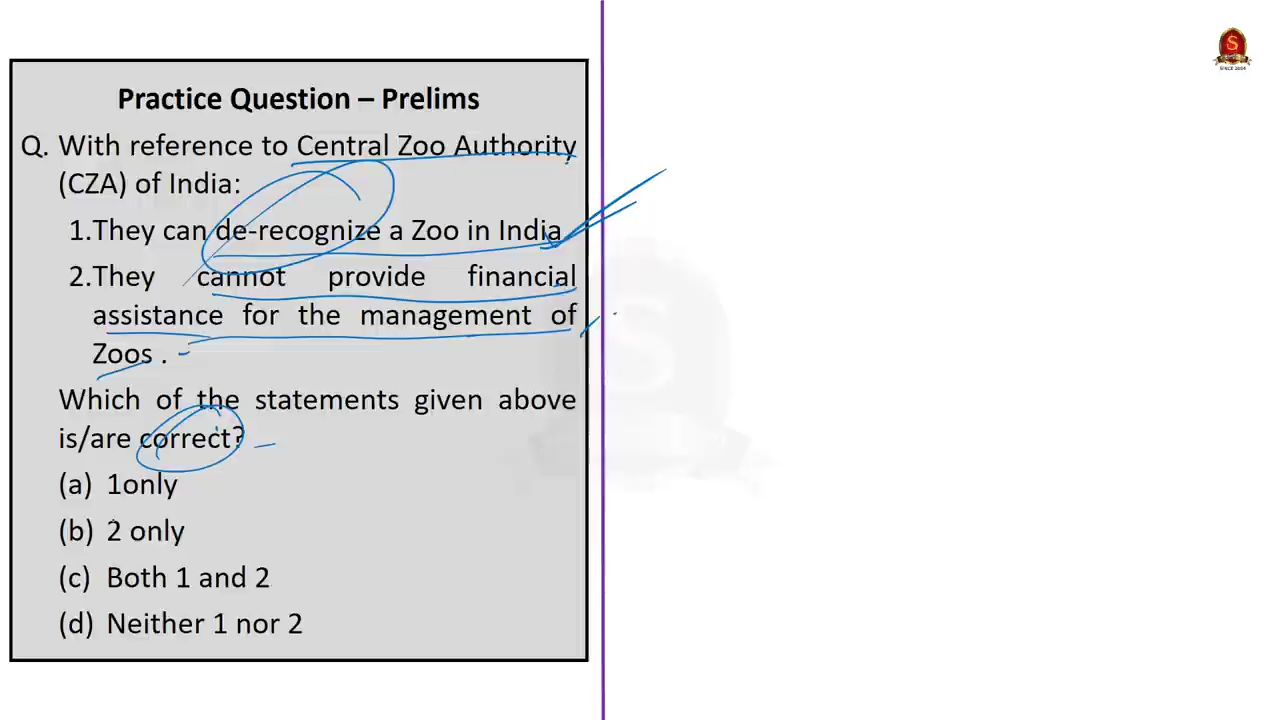 S
SINCE 2004
Practice Question – Prelims
Q. With reference to Central Zoo Authority
(CZA) of India:
1.They can de-recognize a Zoo in India
2.They cannot provide financial
assistance for the management of
Zoos .
Which of the statements given above
is/are correct?
(a) 1only
(b) 2 only
(c) Both 1 and 2
(d) Neither 1 nor 2